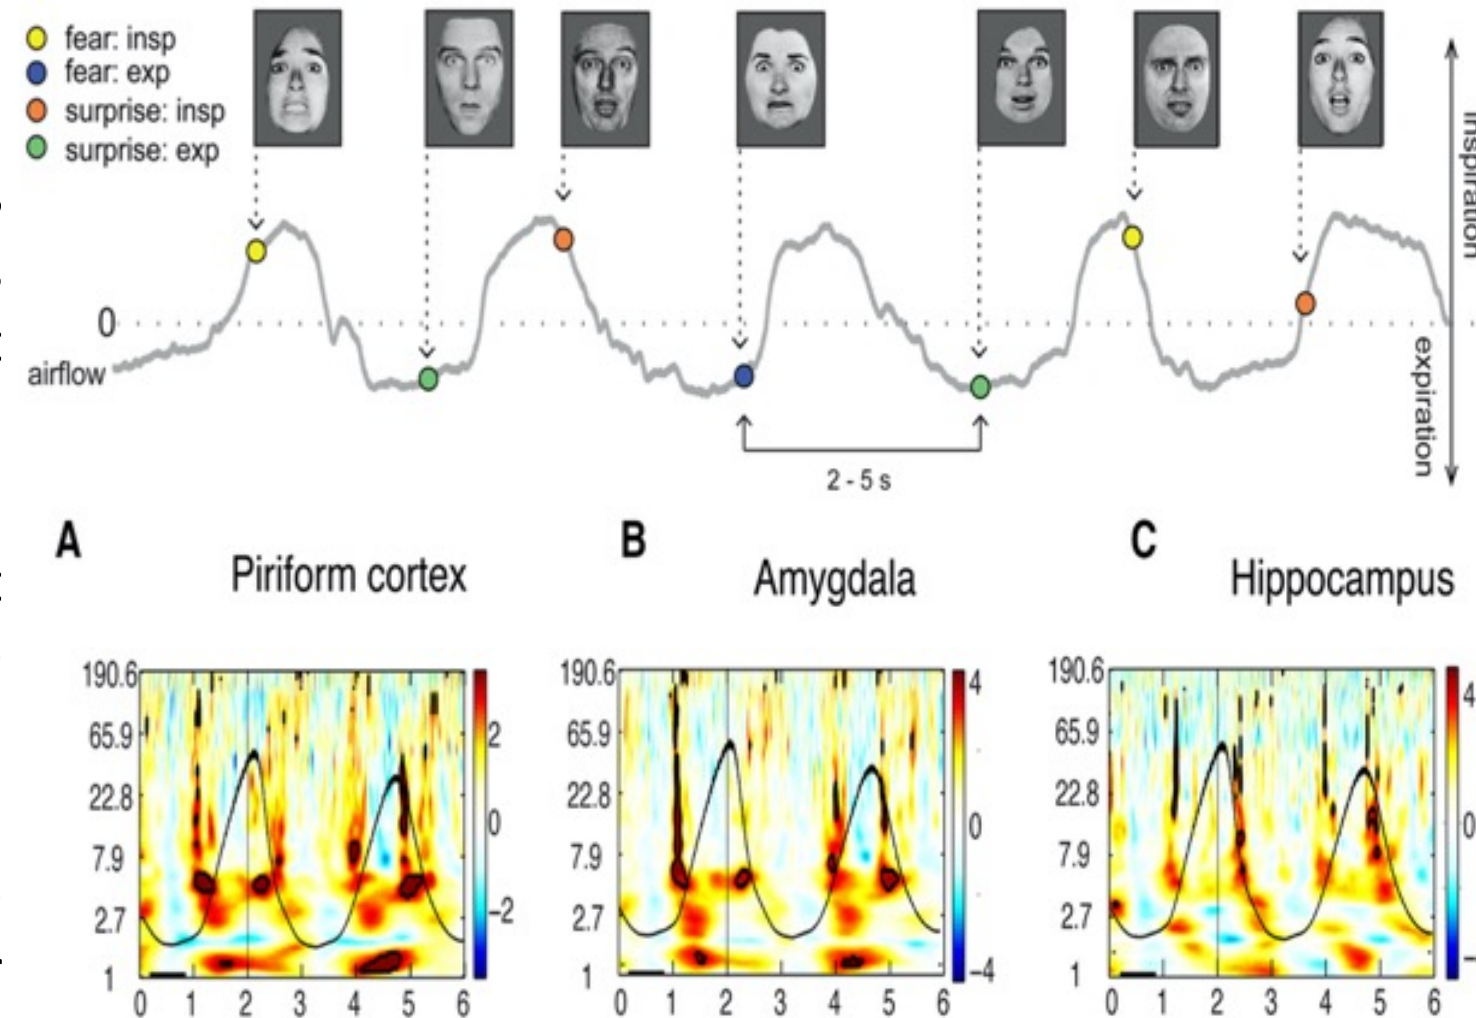 fear: insp
fear: exp
surprise: insp
surprise: exp
inspiration
0
airflow
expiration
2 - 5 s
A
Piriform cortex
B
Amygdala
C
Hippocampus
190.6
65.9
22.8
7.9
2.7
1
0 1 2 3 4 5 6
2
0
−2
190.6
65.9
22.8
7.9
2.7
1
0 1 2 3 4 5 6
4
0
−4
190.6
65.9
22.8
7.9
2.7
1
0 1 2 3 4 5 6
4
0